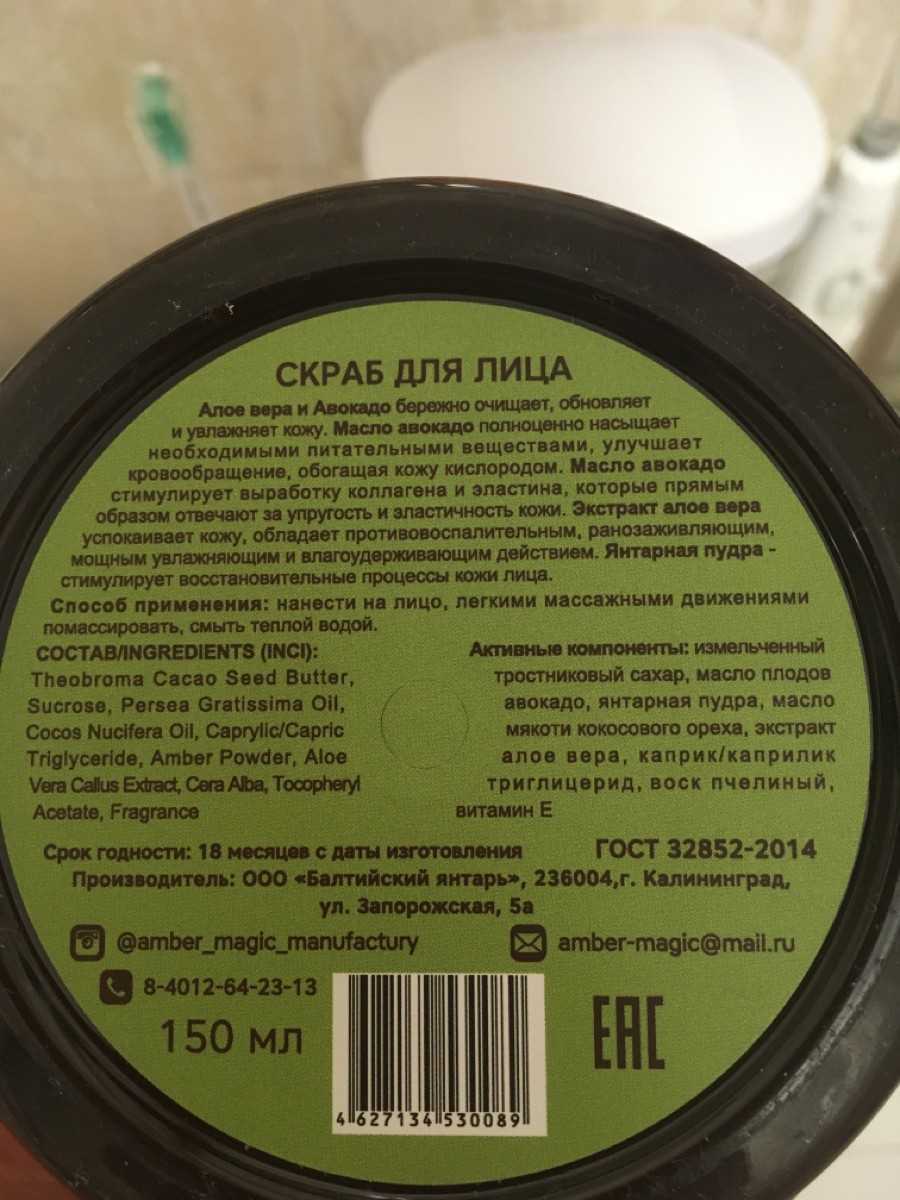 СКРАБ ДЛЯ ЛИЦА
Алое вера и Авокадо бережно очищает, обновляет
и увлажняет кожу. Масло авокадо полноценно насыщает
необходимыми питательными веществами, улучшает
кровообращение, обогащая кожу кислородом. Масло авокадо
стимулирует выработку коллагена и эластина, которые прямым
образом отвечают за упругость и эластичность кожи. Экстракт алое вера
успокаивает кожу, обладает противовоспалительным, ранозаживляющим,
мощным увлажняющим и влагоудерживающим действием. Янтарная пудра -
стимулирует восстановительные процессы кожи лица.
Способ применения: нанести на лицо, легкими массажными движениями
помассировать, смыть теплой водой.
СОСТАВ/INGREDIENTS (INCI):
Theobroma Cacao Seed Butter,
Sucrose, Persea Gratissima Oil,
Cocos Nucifera Oil, Caprylic/Capric
Triglyceride, Amber Powder, Aloe
Vera Callus Extract, Cera Alba, Tocopheryl
Acetate, Fragrance
Активные компоненты: измельченный
тростниковый сахар, масло плодов
авокадо, янтарная пудра, масло
мякоти кокосового ореха, экстракт
алое вера, каприк/каприлик
триглицерид, воск пчелиный,
витамин Е
Срок годности: 18 месяцев с даты изготовления
ГОСТ 32852-2014
Производитель: ООО «Балтийский янтарь», 236004,г. Калининград,
ул. Запорожская, 5а
@amber_magic_manufactury
amber-magic@mail.ru
8-4012-64-23-13
150 мл
EAC
4 627134 530089